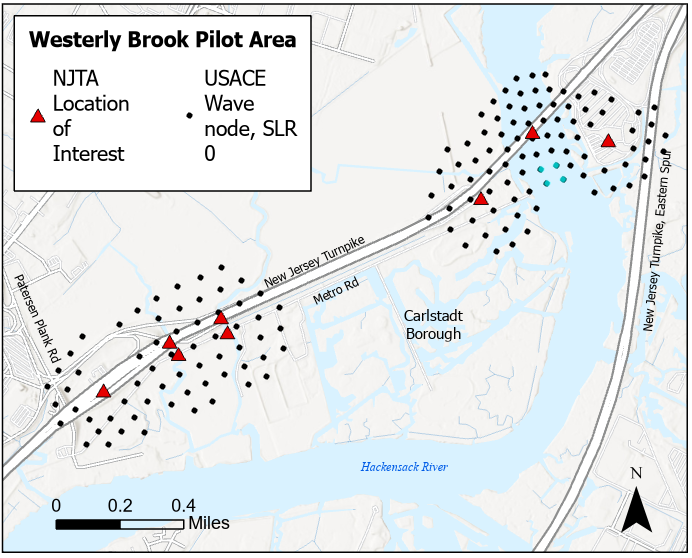 Westerly Brook Pilot Area
NJTA
Location
of
Interest
USACE
Wave
node, SLR
0
New Jersey Turnpike
Metro Rd
Patersen Plank Rd
New Jersey Turnpike, Eastern Spur
Carlstadt
Borough
Hackensack River
N
0 0.2 0.4
Miles